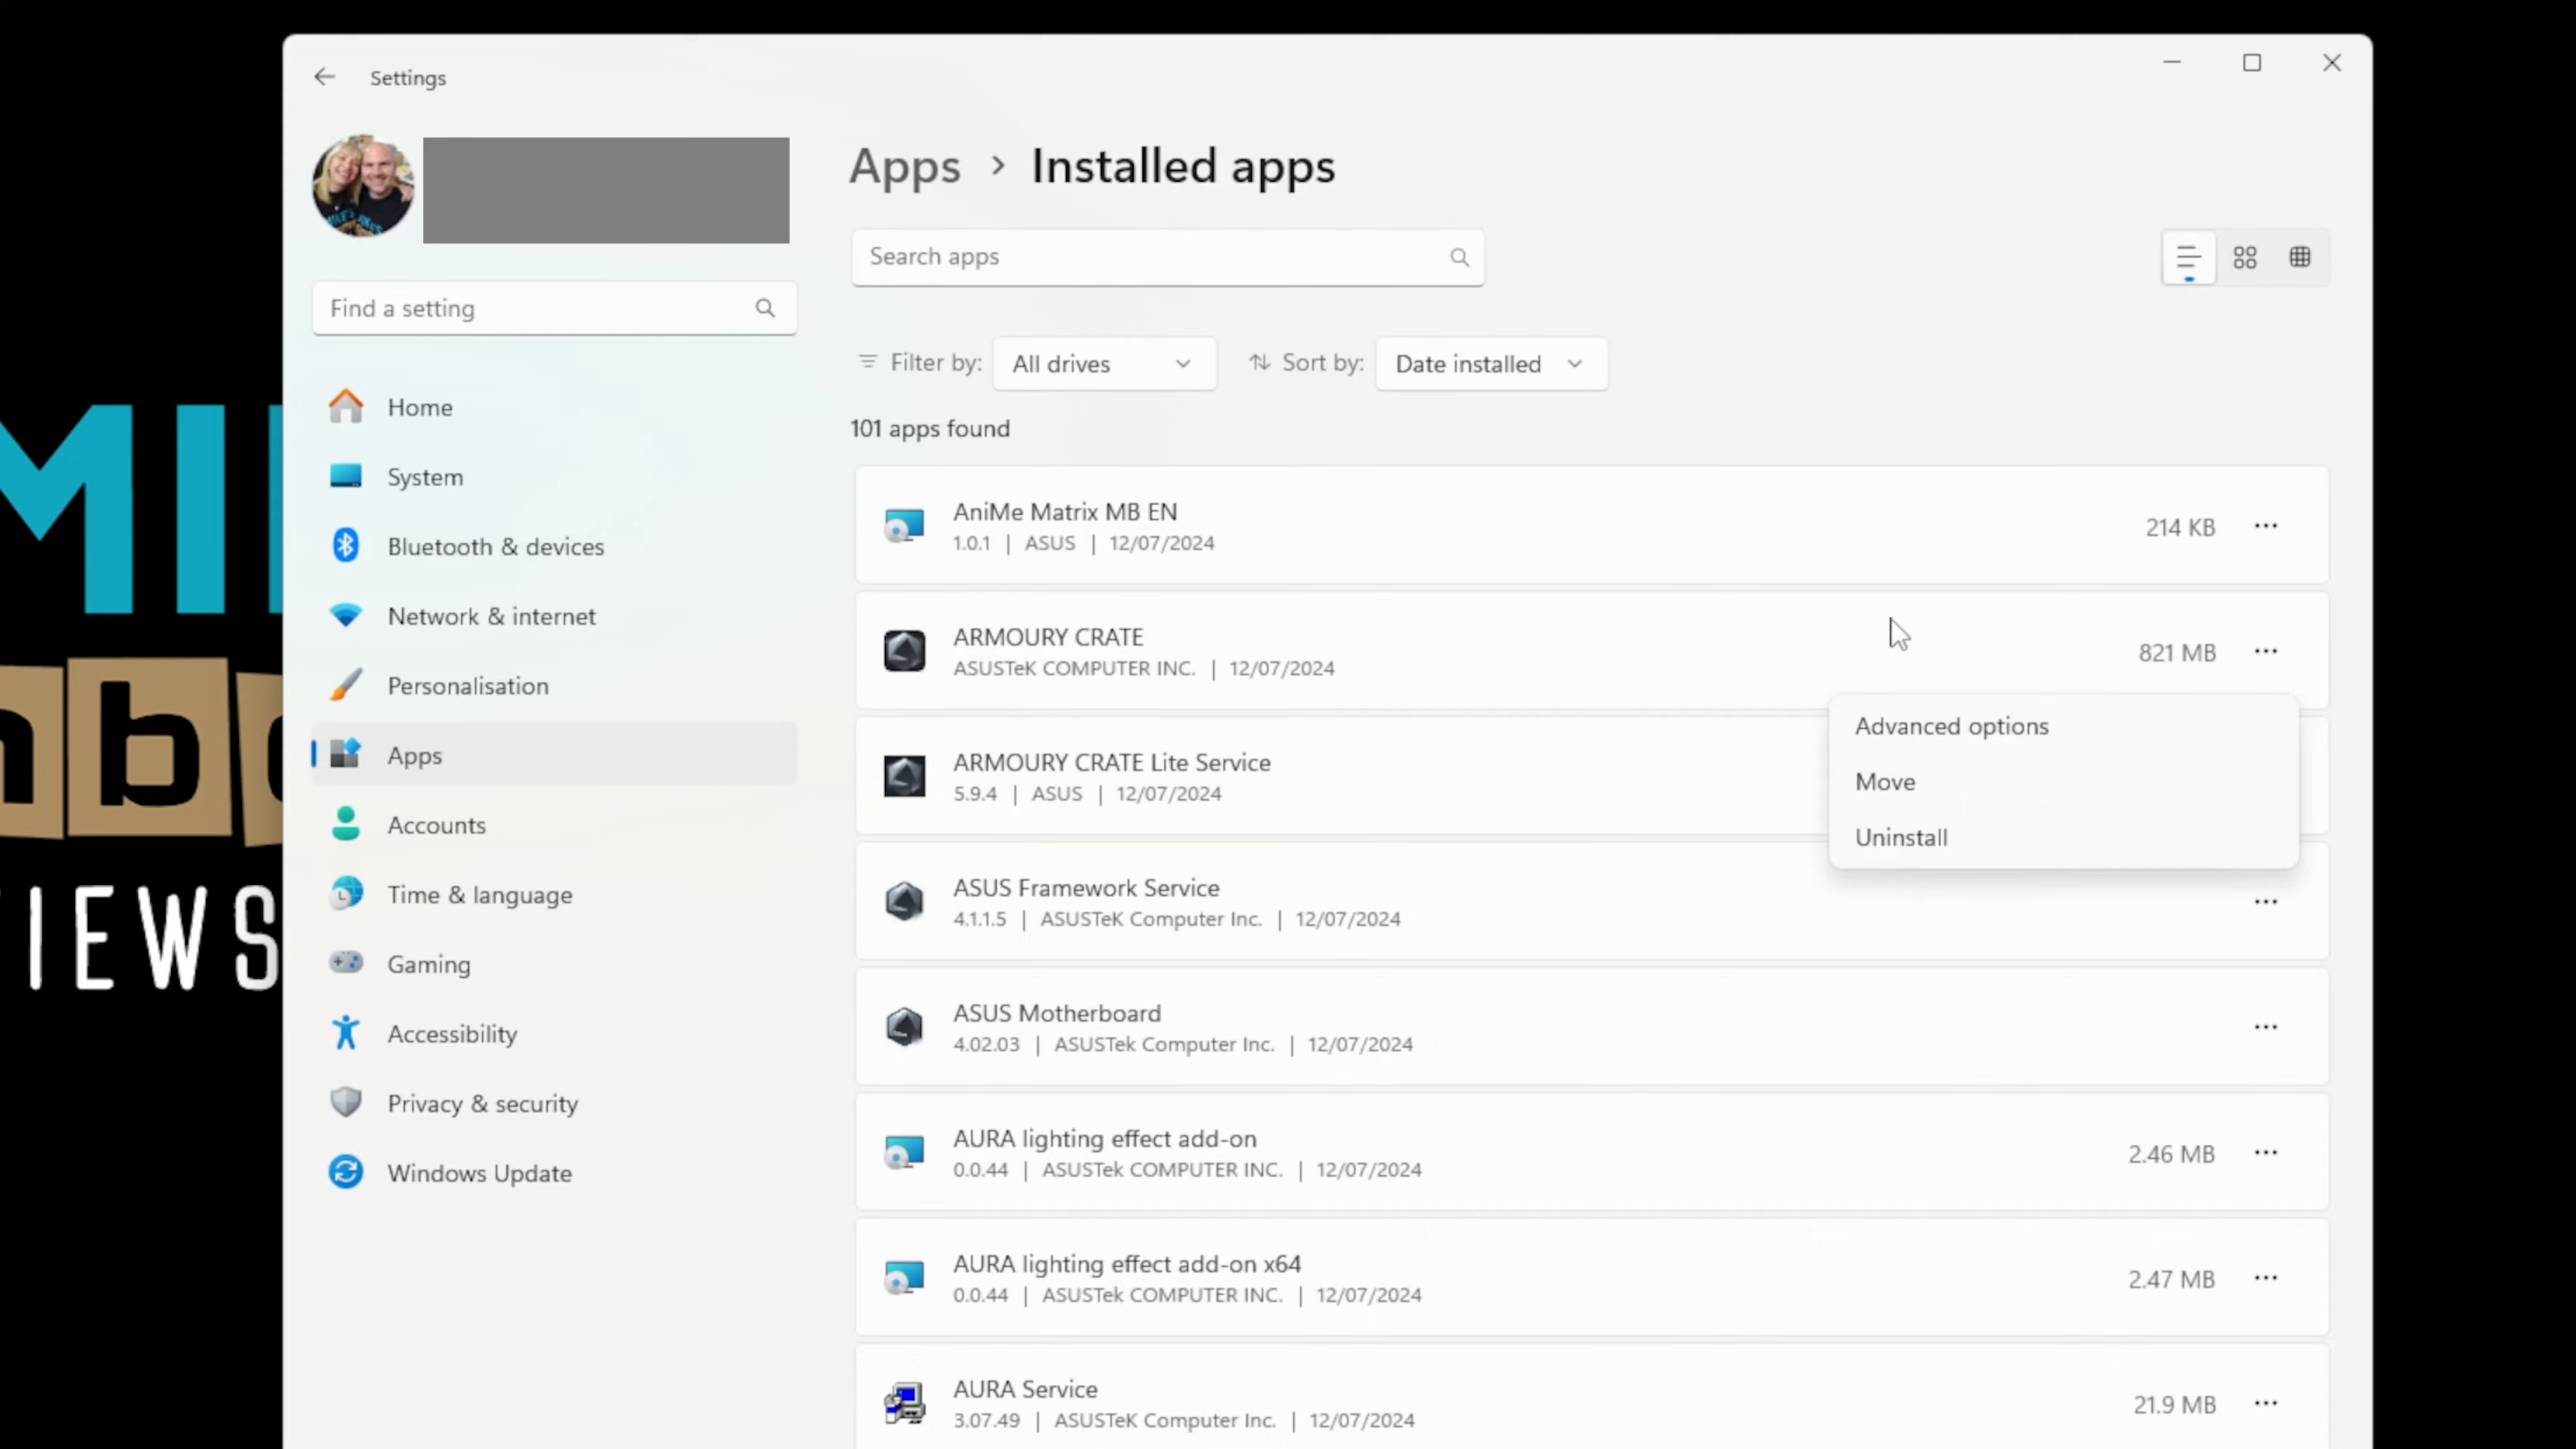 Settings
Find a setting
Home
System
Bluetooth & devices
Network & internet
Personalisation
Apps
Accounts
Time & language
Gaming
Accessibility
Privacy & security
Windows Update
Apps > Installed apps
Search apps
Filter by: All drives Sort by: Date installed
101 apps found
AniMe Matrix MB EN
1.0.1 | ASUS | 12/07/2024
214 KB
ARMOURY CRATE
ASUSTeK COMPUTER INC. | 12/07/2024
821 MB
Advanced options
Move
Uninstall
ARMOURY CRATE Lite Service
5.9.4 | ASUS | 12/07/2024
ASUS Framework Service
4.1.1.5 | ASUSTeK Computer Inc. | 12/07/2024
ASUS Motherboard
4.02.03 | ASUSTek Computer Inc. | 12/07/2024
AURA lighting effect add-on
0.0.44 | ASUSTek COMPUTER INC. | 12/07/2024
2.46 MB
AURA lighting effect add-on x64
0.0.44 | ASUSTek COMPUTER INC. | 12/07/2024
2.47 MB
AURA Service
3.07.49 | ASUSTeK Computer Inc. | 12/07/2024
21.9 MB